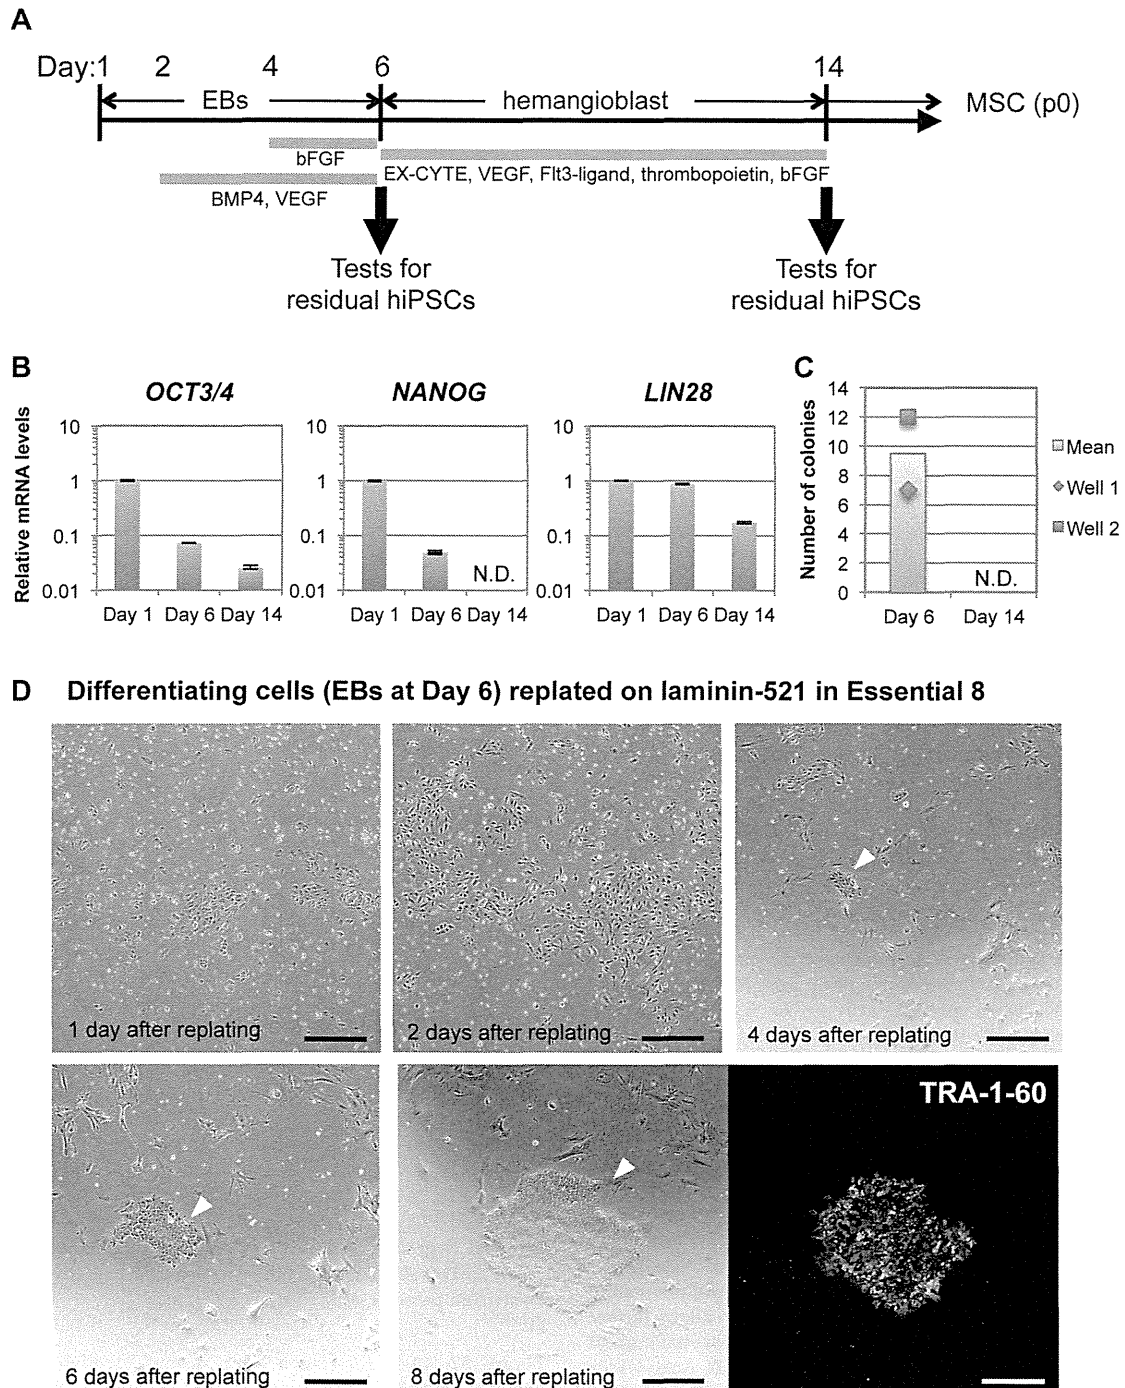 A
Day:1 2 4 6 14
EBs hemangioblast MSC (p0)
bFGF
EX-CYTE, VEGF, Flt3-ligand, thrombopoietin, bFGF
BMP4, VEGF
Tests for
residual hiPSCs
Tests for
residual hiPSCs
B
OCT3/4 NANOG LIN28
Relative mRNA levels
10
1
0.1
0.01
Day 1 Day 6 Day 14
10
1
0.1
0.01
N.D.
Day 1 Day 6 Day 14
10
1
0.1
0.01
Day 1 Day 6 Day 14
C
Number of colonies
14
12
10
8
6
4
2
0
N.D.
Day 6 Day 14
Mean
Well 1
Well 2
D Differentiating cells (EBs at Day 6) replated on laminin-521 in Essential 8
1 day after replating
2 days after replating
4 days after replating
6 days after replating
8 days after replating
TRA-1-60